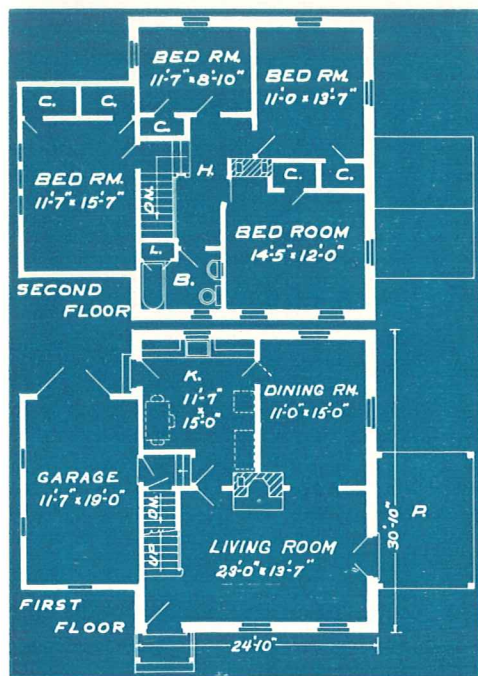 BED RM.
11'-7" x 8'-10"
BED RM.
11'-0 x 13'-7"
C.
C.
C.
BED RM.
11'-7" x 15'-7"
DN.
H.
C.
C.
BED ROOM
14'-5 x 12'-0"
L.
B.
SECOND
FLOOR
K.
11'-7"
x
15'-0"
DINING RM.
11'-0" x 15'-0"
GARAGE
11'-7" x 19'-0"
UP
DN.
LIVING ROOM
23'-0" x 13'-7"
P.
30'-10"
FIRST
FLOOR
24'-10"